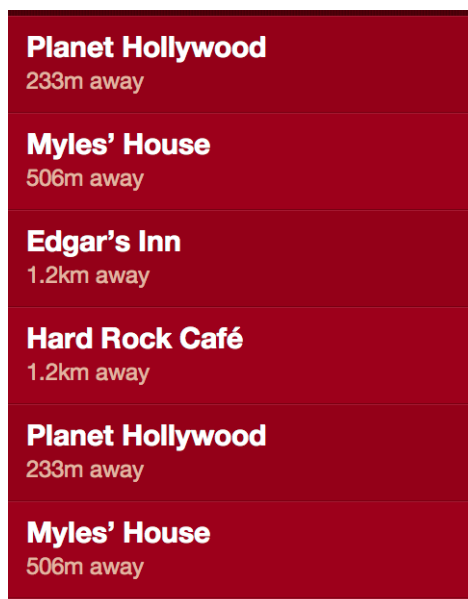 Planet Hollywood
233m away
Myles’ House
506m away
Edgar’s Inn
1.2km away
Hard Rock Café
1.2km away
Planet Hollywood
233m away
Myles’ House
506m away